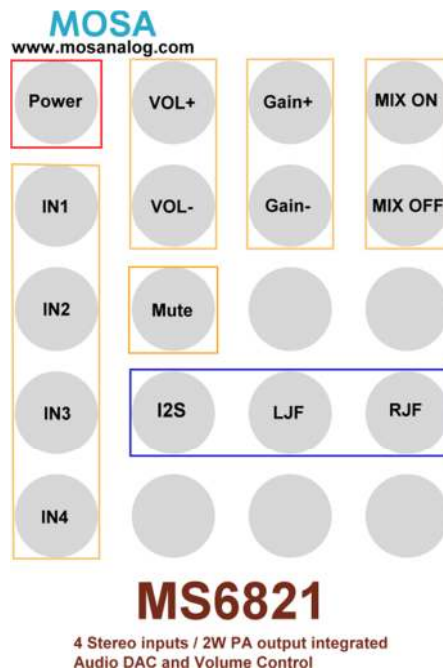 MOSA
www.mosanalog.com
Power VOL+ Gain+ MIX ON
IN1 VOL- Gain- MIX OFF
IN2 Mute
IN3 I2S LJF RJF
IN4
MS6821
4 Stereo inputs / 2W PA output integrated
Audio DAC and Volume Control